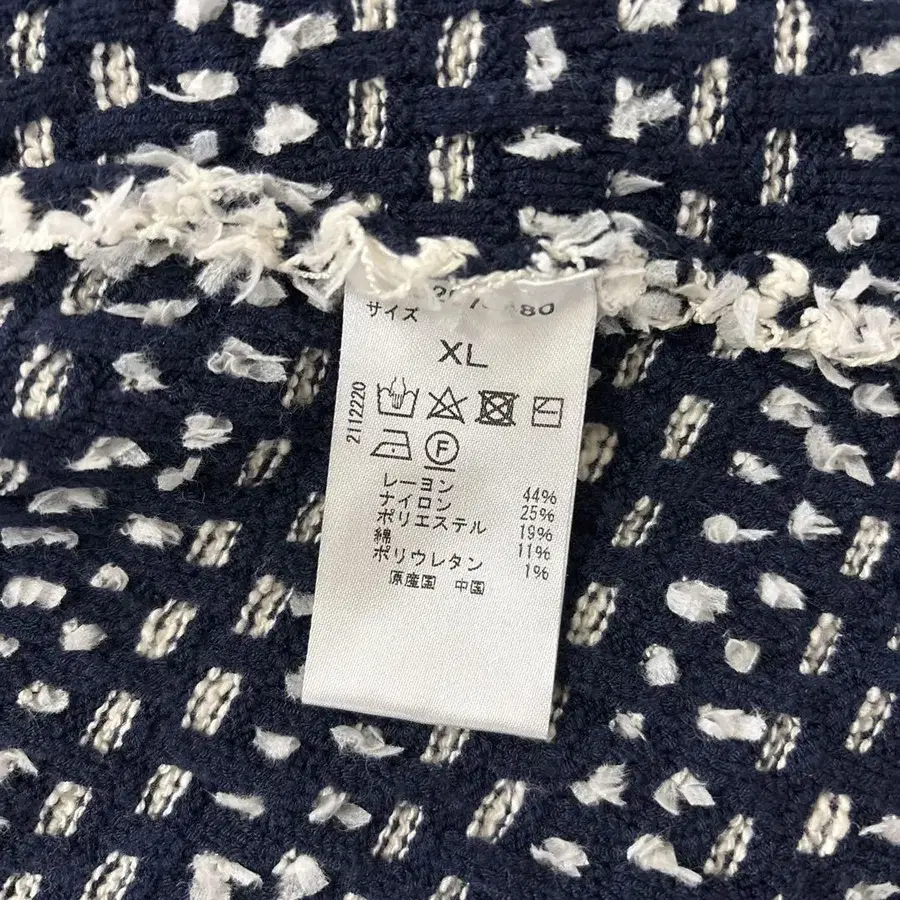 サイズ
XL
2112220
F
レーヨン 44%
ナイロン 25%
ポリエステル 19%
綿 11%
ポリウレタン 1%
原産国 中国